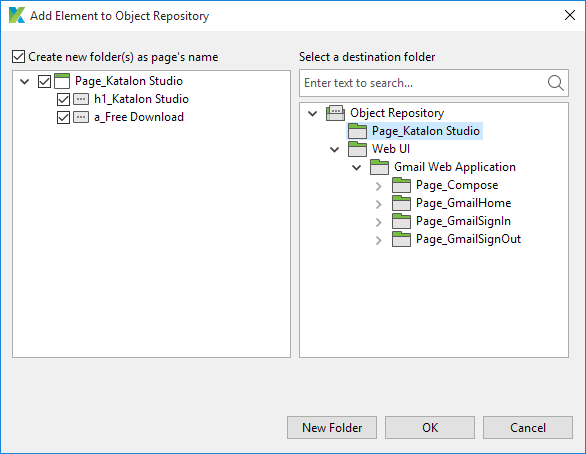 Add Element to Object Repository
Create new folder(s) as page's name
Page_Katalon Studio
h1_Katalon Studio
a_Free Download
Select a destination folder
Enter text to search...
Object Repository
Page_Katalon Studio
Web UI
Gmail Web Application
Page_Compose
Page_GmailHome
Page_GmailSignIn
Page_GmailSignOut
New Folder
OK
Cancel